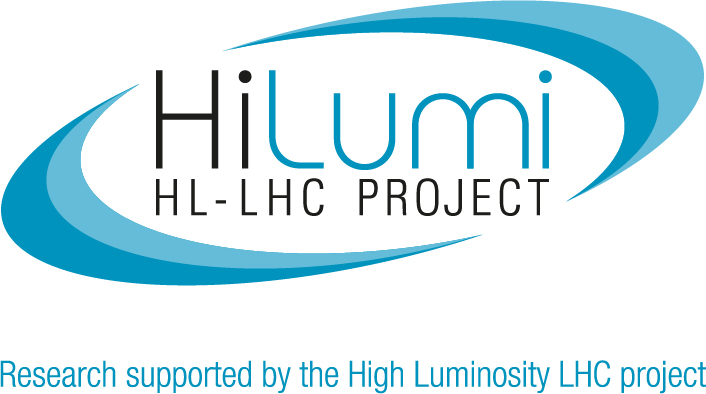 HiLumi
HL-LHC PROJECT
Research supported by the High Luminosity LHC project